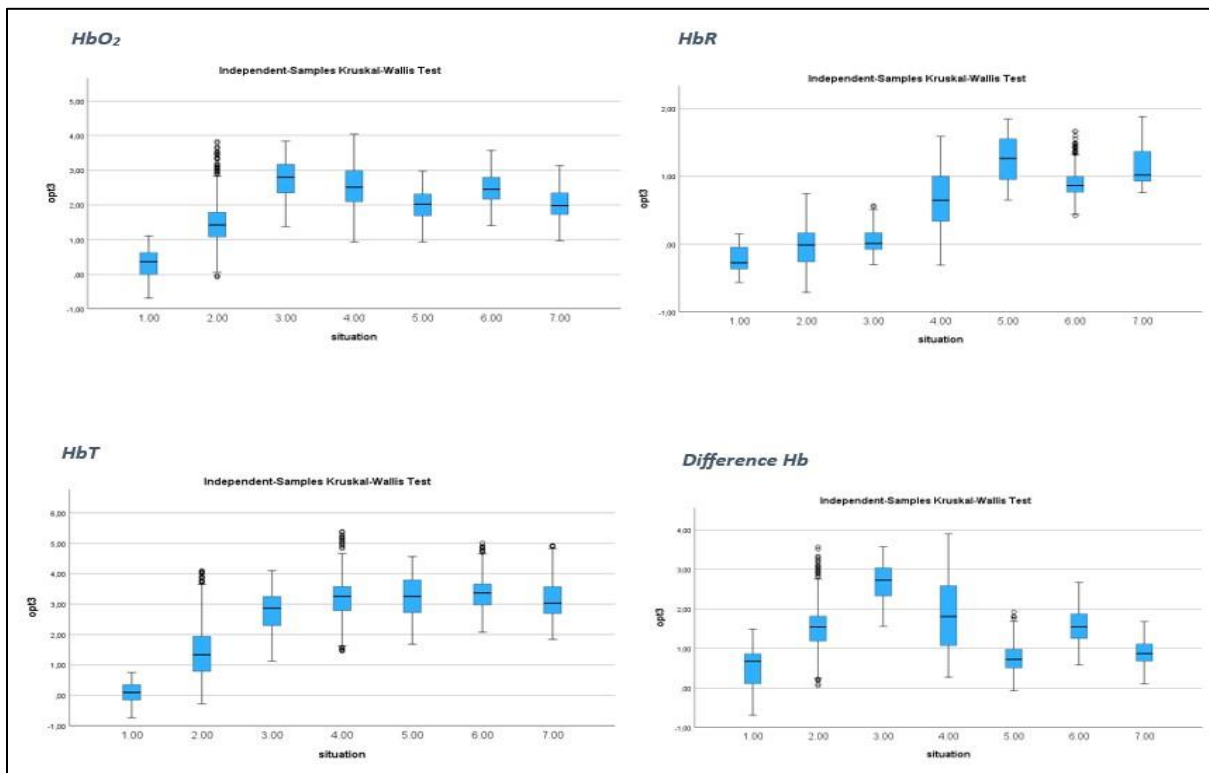 HbO₂
Independent-Samples Kruskal-Wallis Test
5,00
4,00
3,00
2,00
1,00
,00
-1,00
opt3
1.00 2.00 3.00 4.00 5.00 6.00 7.00
situation
HbR
Independent-Samples Kruskal-Wallis Test
2,00
1,00
,00
-1,00
opt3
1.00 2.00 3.00 4.00 5.00 6.00 7.00
situation
HbT
Independent-Samples Kruskal-Wallis Test
6,00
5,00
4,00
3,00
2,00
1,00
,00
-1,00
opt3
1.00 2.00 3.00 4.00 5.00 6.00 7.00
situation
Difference Hb
Independent-Samples Kruskal-Wallis Test
4,00
3,00
2,00
1,00
,00
-1,00
opt3
1.00 2.00 3.00 4.00 5.00 6.00 7.00
situation